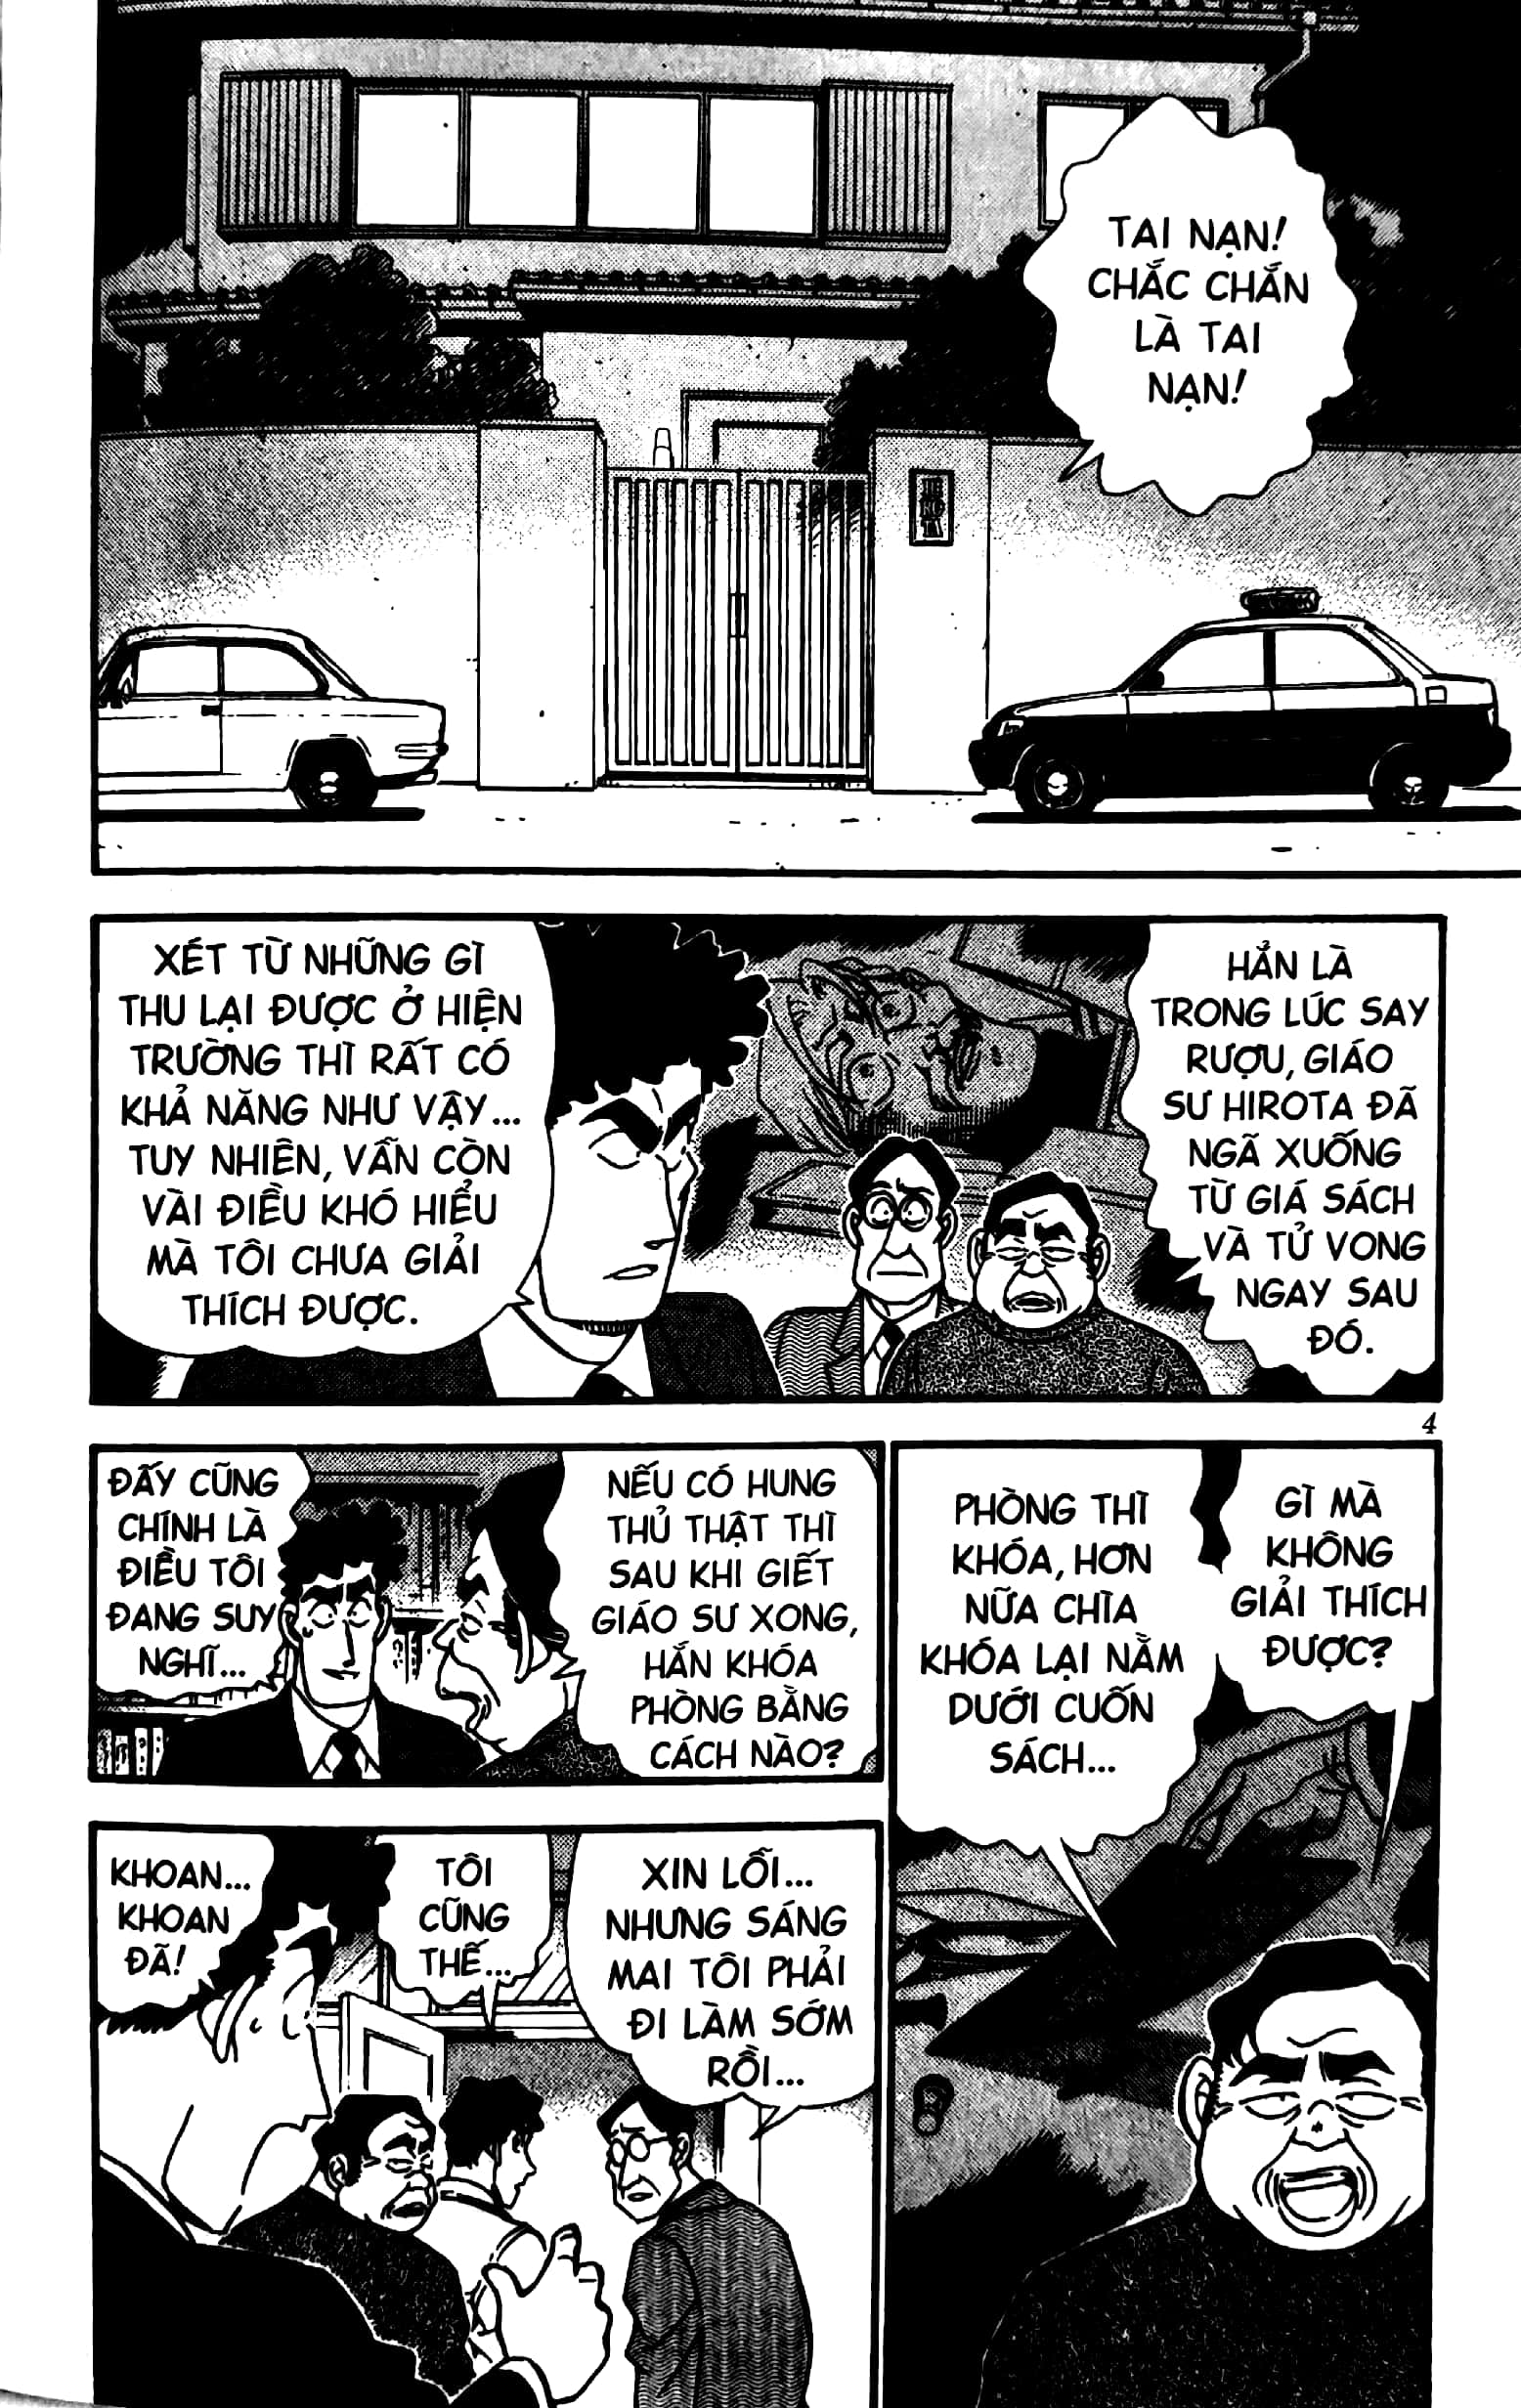 TAI NẠN!
CHẮC CHẮN
LÀ TAI
NẠN!
HẲN LÀ
TRONG LÚC SAY
RƯỢU, GIÁO
SƯ HIROTA ĐÃ
NGÃ XUỐNG
TỪ GIÁ SÁCH
VÀ TỬ VONG
NGAY SAU
ĐÓ.
XÉT TỪ NHỮNG GÌ
THU LẠI ĐƯỢC Ở HIỆN
TRƯỜNG THÌ RẤT CÓ
KHẢ NĂNG NHƯ VẬY...
TUY NHIÊN, VẪN CÒN
VÀI ĐIỀU KHÓ HIỂU
MÀ TÔI CHƯA GIẢI
THÍCH ĐƯỢC.
4
GÌ MÀ
KHÔNG
GIẢI THÍCH
ĐƯỢC?
PHÒNG THÌ
KHÓA, HƠN
NỮA CHÌA
KHÓA LẠI NẰM
DƯỚI CUỐN
SÁCH...
NẾU CÓ HUNG
THỦ THẬT THÌ
SAU KHI GIẾT
GIÁO SƯ XONG,
HẮN KHÓA
PHÒNG BẰNG
CÁCH NÀO?
ĐẤY CŨNG
CHÍNH LÀ
ĐIỀU TÔI
ĐANG SUY
NGHĨ...
XIN LỖI...
NHƯNG SÁNG
MAI TÔI PHẢI
ĐI LÀM SỚM
RỒI...
TÔI
CŨNG
THẾ...
KHOAN...
KHOAN
ĐÃ!